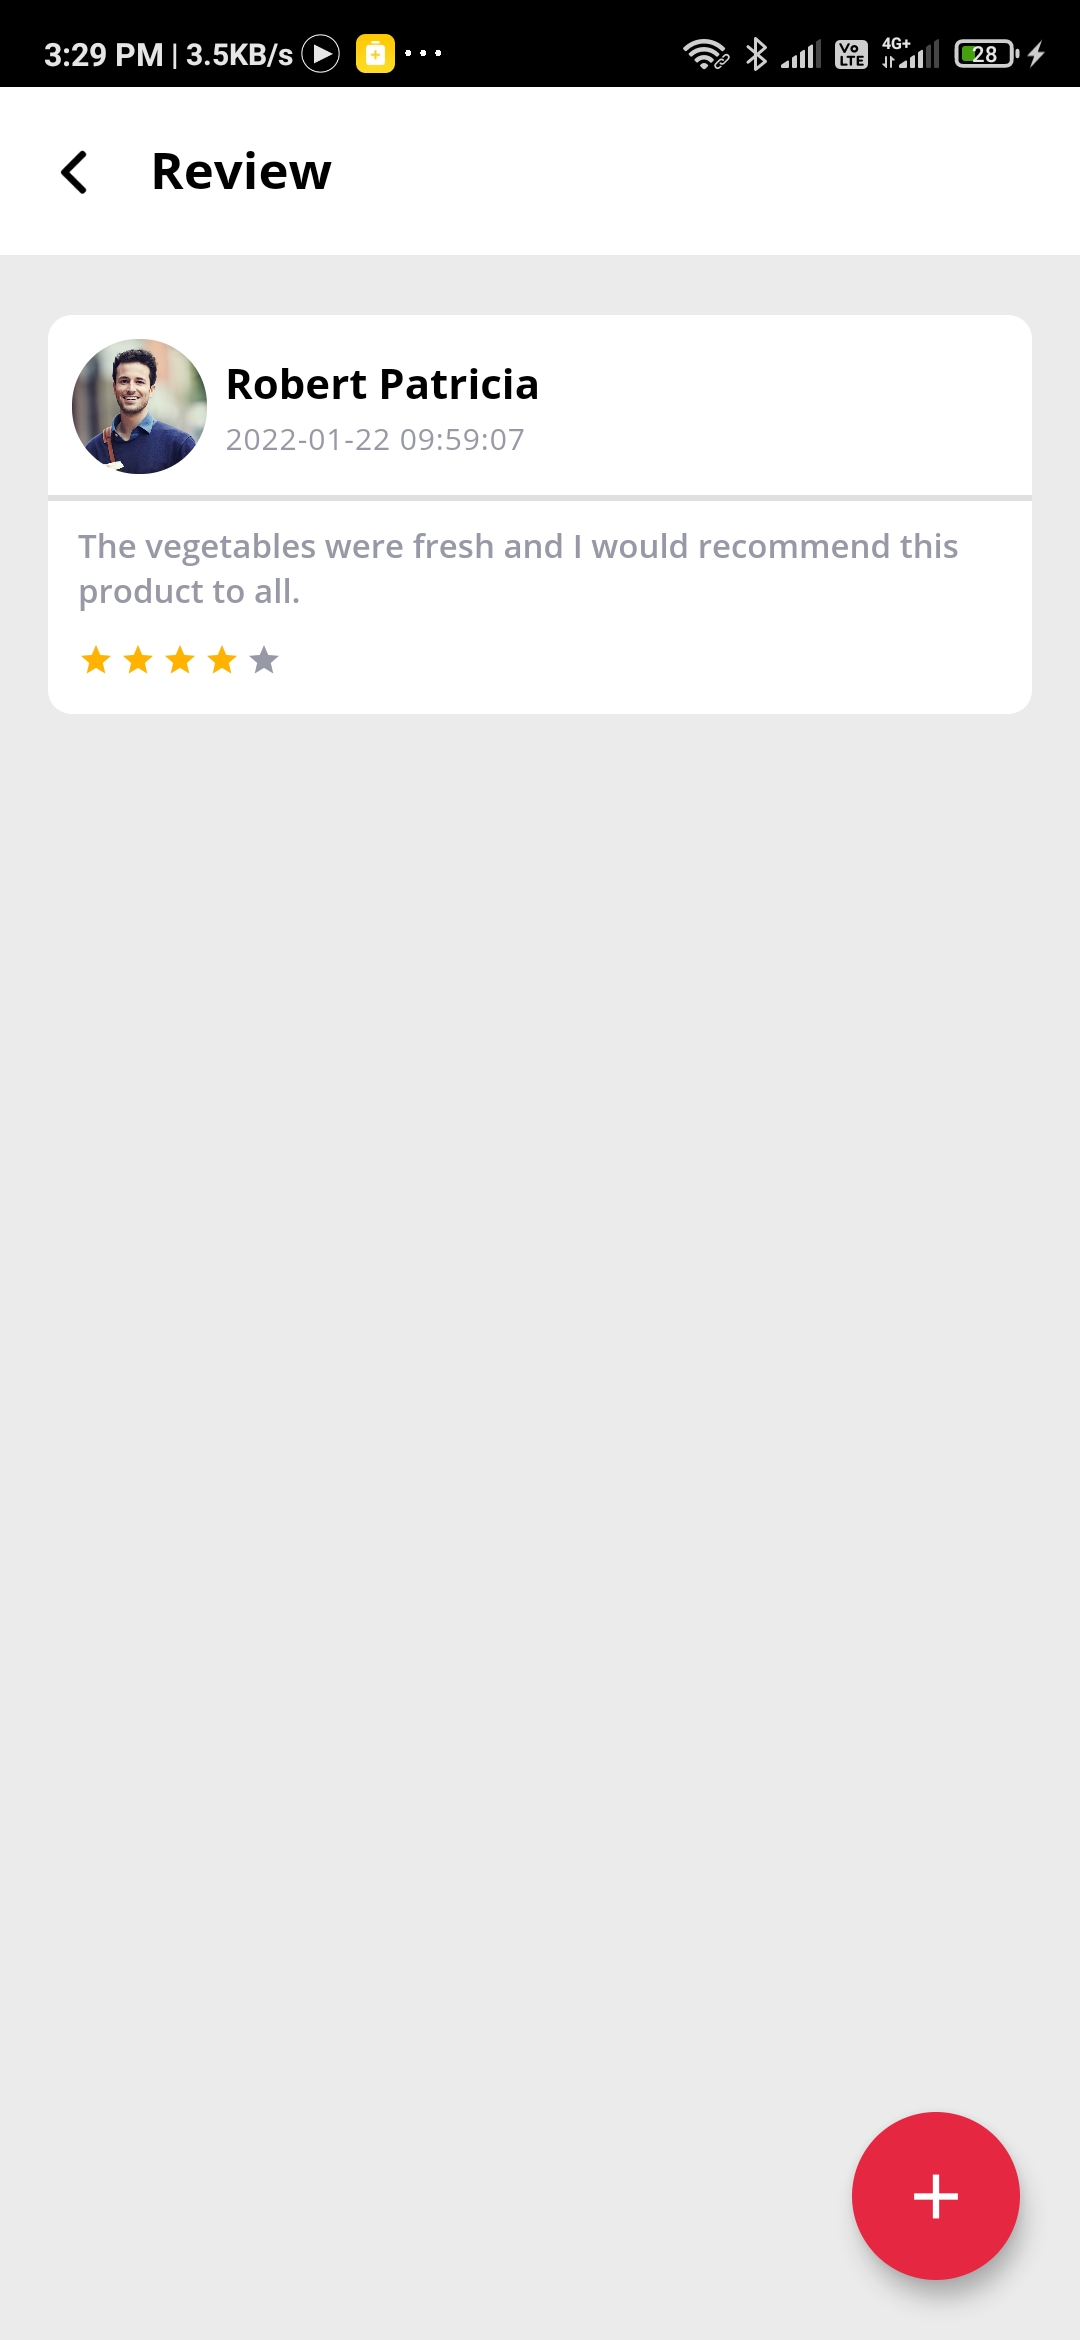 3:29 PM | 3.5KB/s
Vo LTE 4G+ 28
Review
Robert Patricia
2022-01-22 09:59:07
The vegetables were fresh and I would recommend this
product to all.